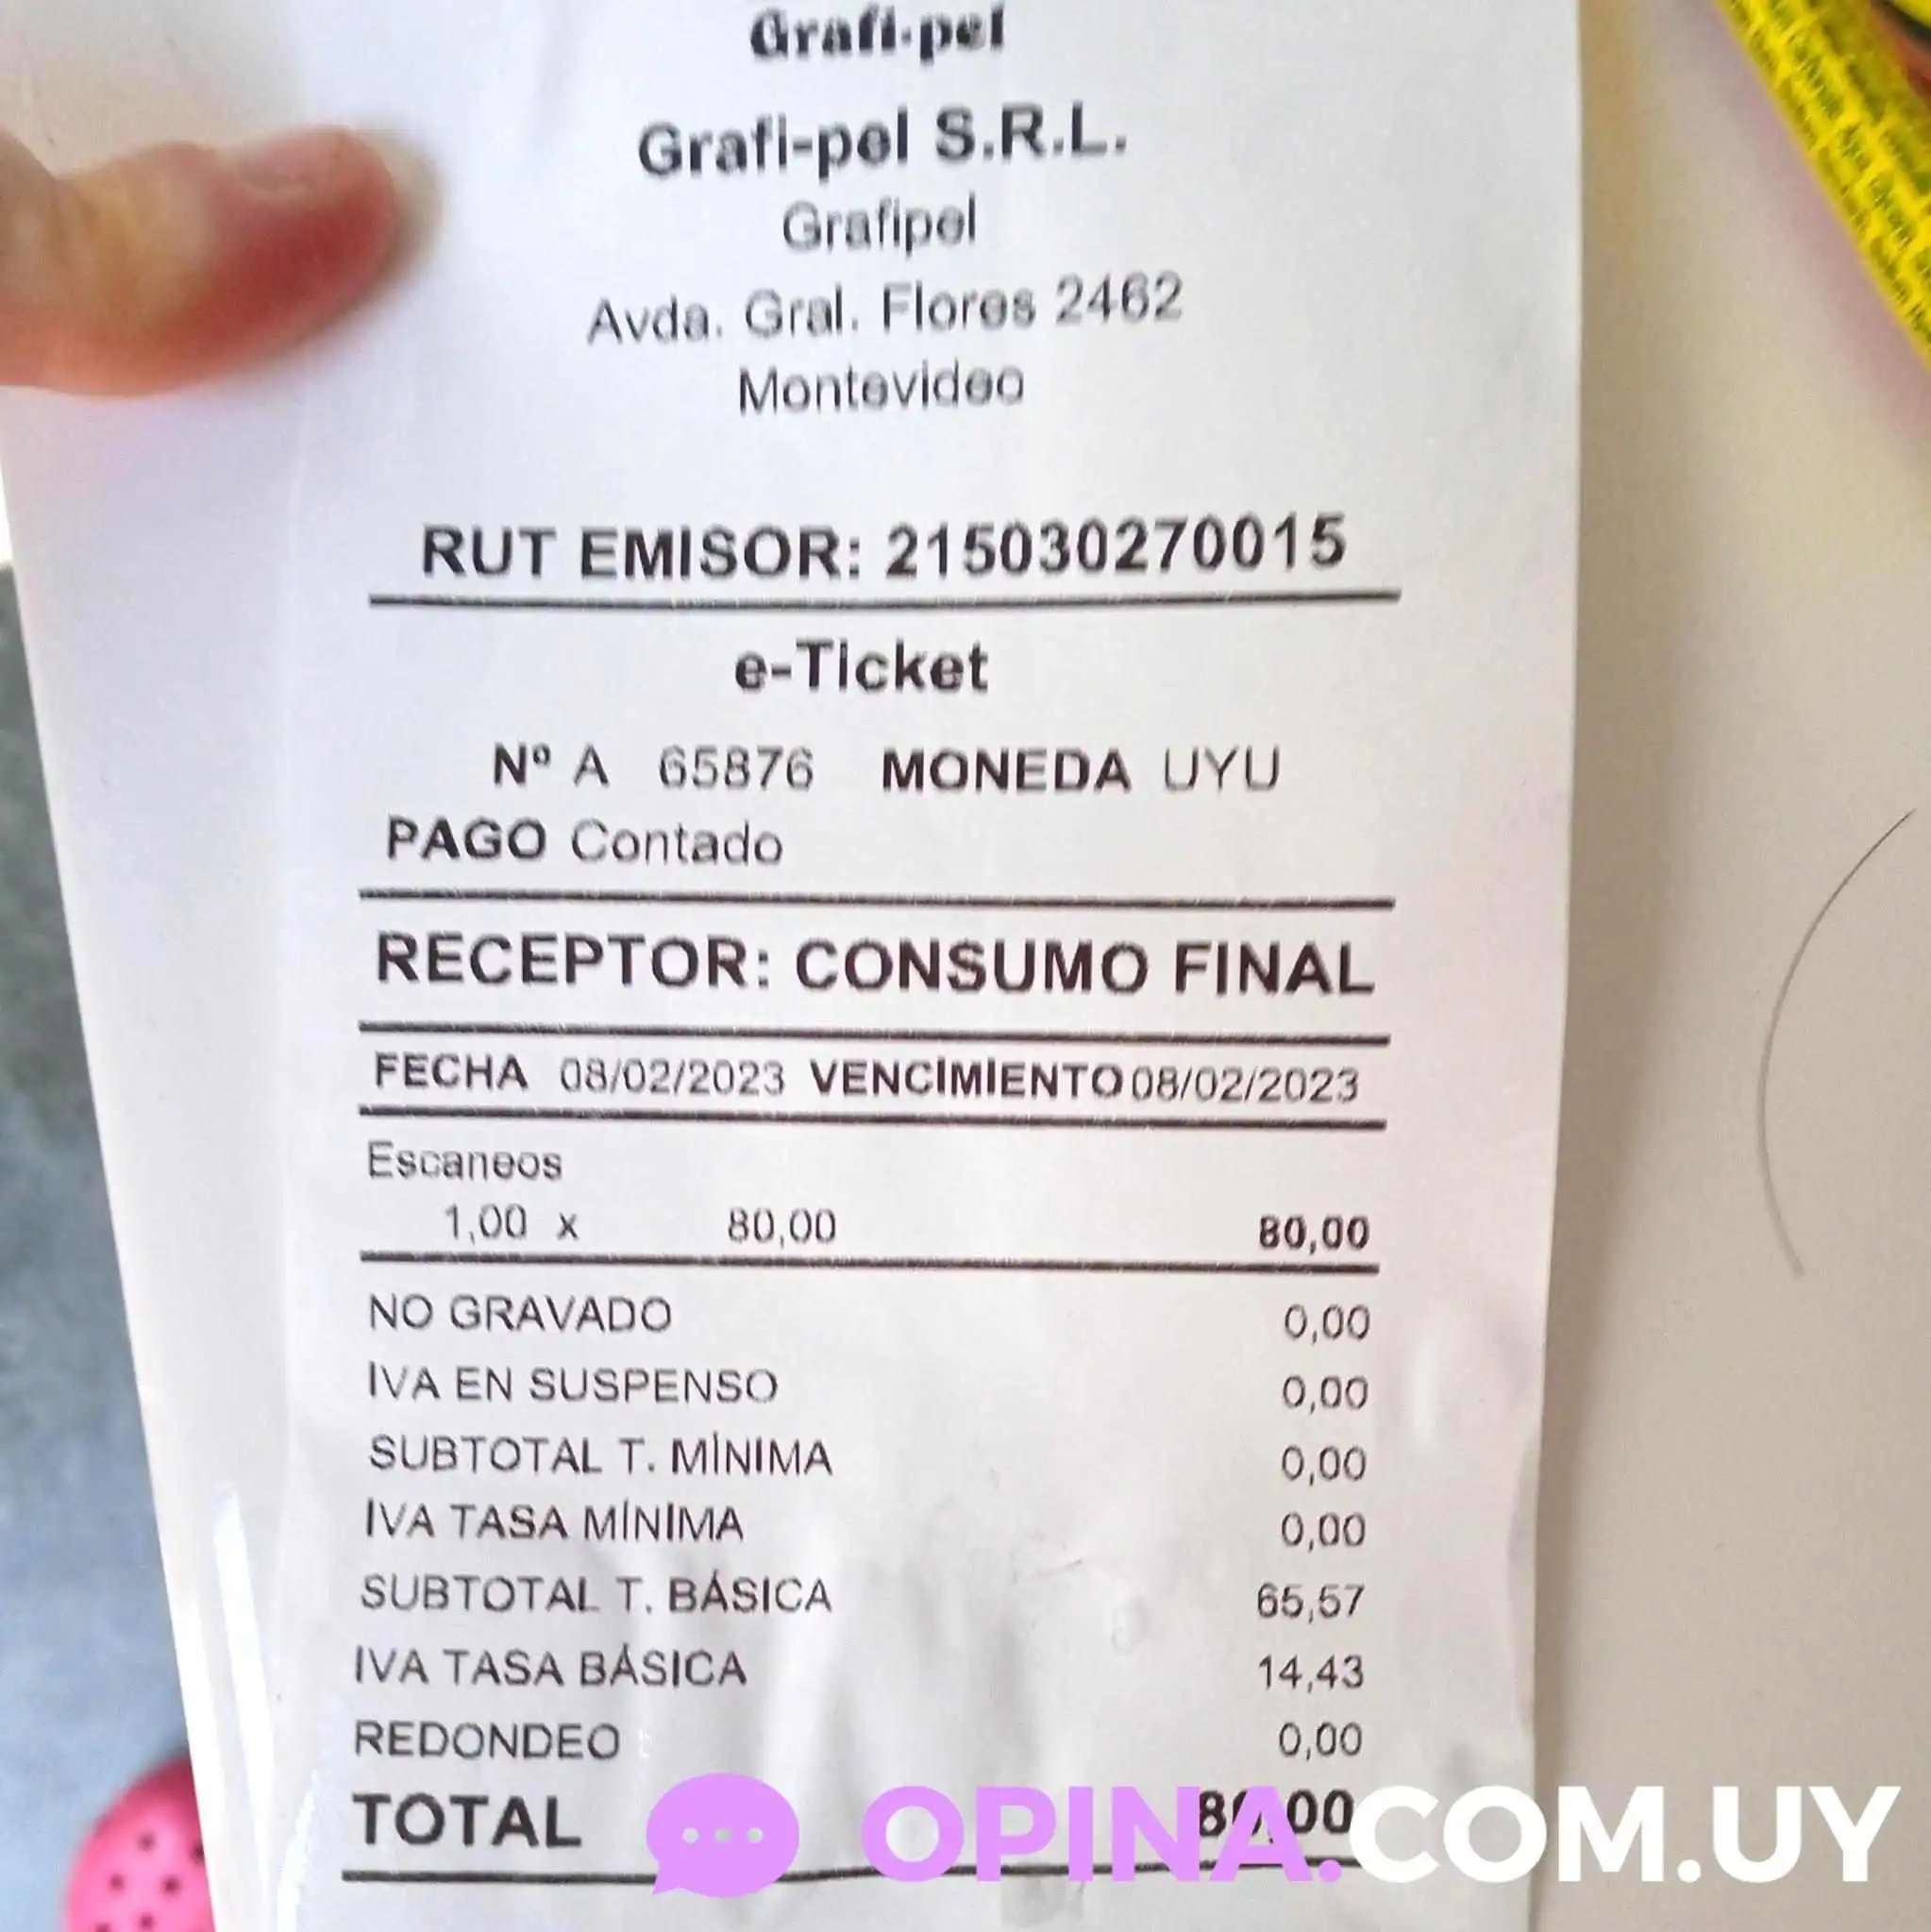 Grafi-pel
Grafi-pel S.R.L.
Grafipel
Avda. Gral. Flores 2462
Montevideo
RUT EMISOR: 215030270015
e-Ticket
Nº A 65876 MONEDA UYU
PAGO Contado
RECEPTOR: CONSUMO FINAL
FECHA 08/02/2023 VENCIMIENTO 08/02/2023
Escaneos
1,00 x 80,00 80,00
NO GRAVADO 0,00
IVA EN SUSPENSO 0,00
SUBTOTAL T. MÍNIMA 0,00
IVA TASA MÍNIMA 0,00
SUBTOTAL T. BÁSICA 65,57
IVA TASA BÁSICA 14,43
REDONDEO 0,00
TOTAL 80,00
OPINA.COM.UY